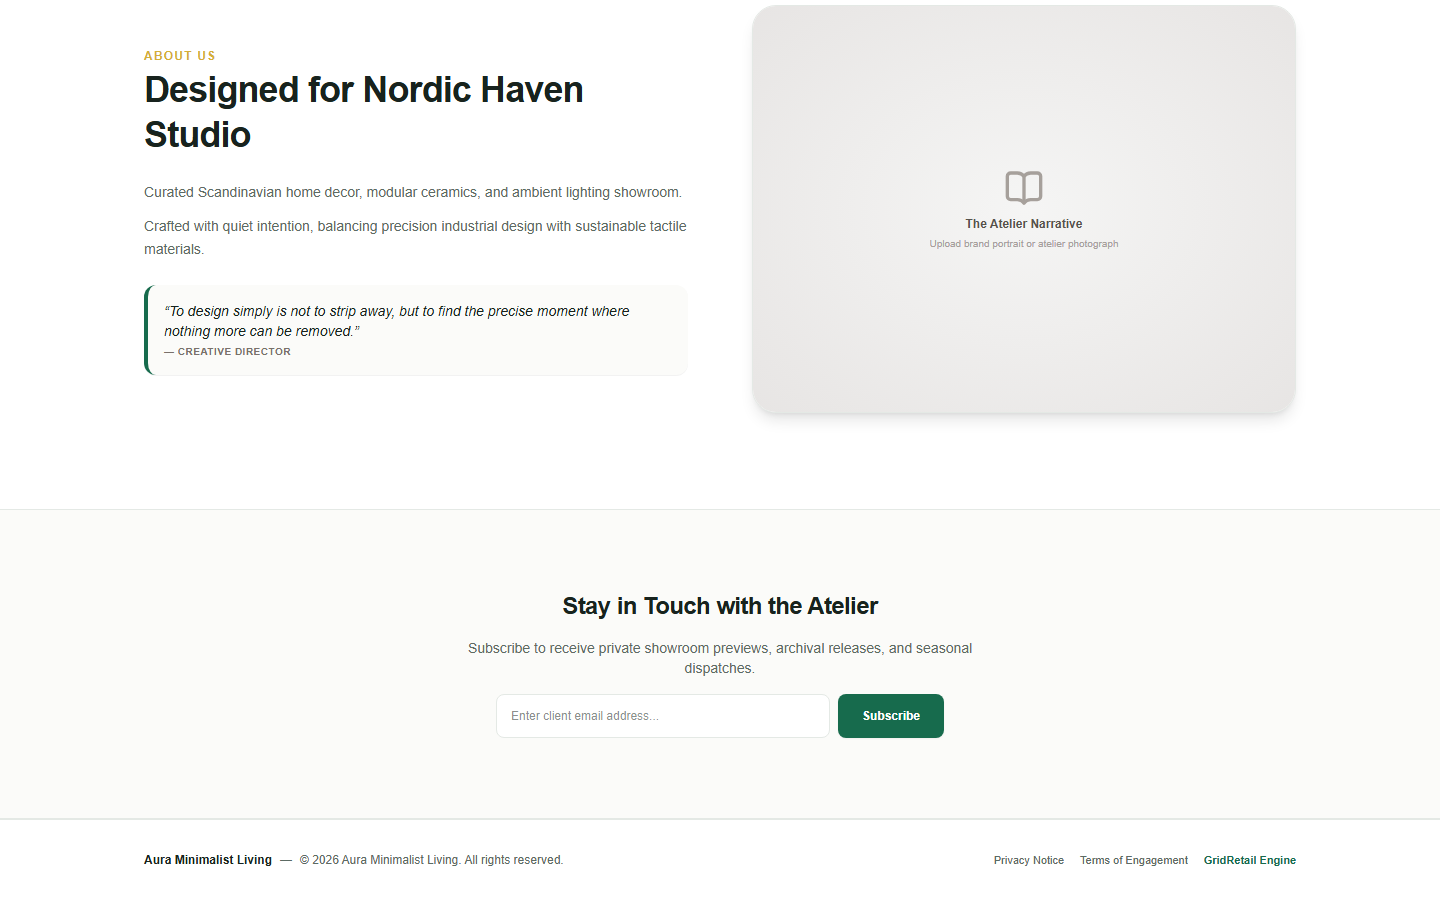 ABOUT US
Designed for Nordic Haven
Studio
Curated Scandinavian home decor, modular ceramics, and ambient lighting showroom.
Crafted with quiet intention, balancing precision industrial design with sustainable tactile
materials.
“To design simply is not to strip away, but to find the precise moment where
nothing more can be removed.”
— CREATIVE DIRECTOR
The Atelier Narrative
Upload brand portrait or atelier photograph
Stay in Touch with the Atelier
Subscribe to receive private showroom previews, archival releases, and seasonal
dispatches.
Enter client email address...
Subscribe
Aura Minimalist Living — © 2026 Aura Minimalist Living. All rights reserved.
Privacy Notice Terms of Engagement GridRetail Engine